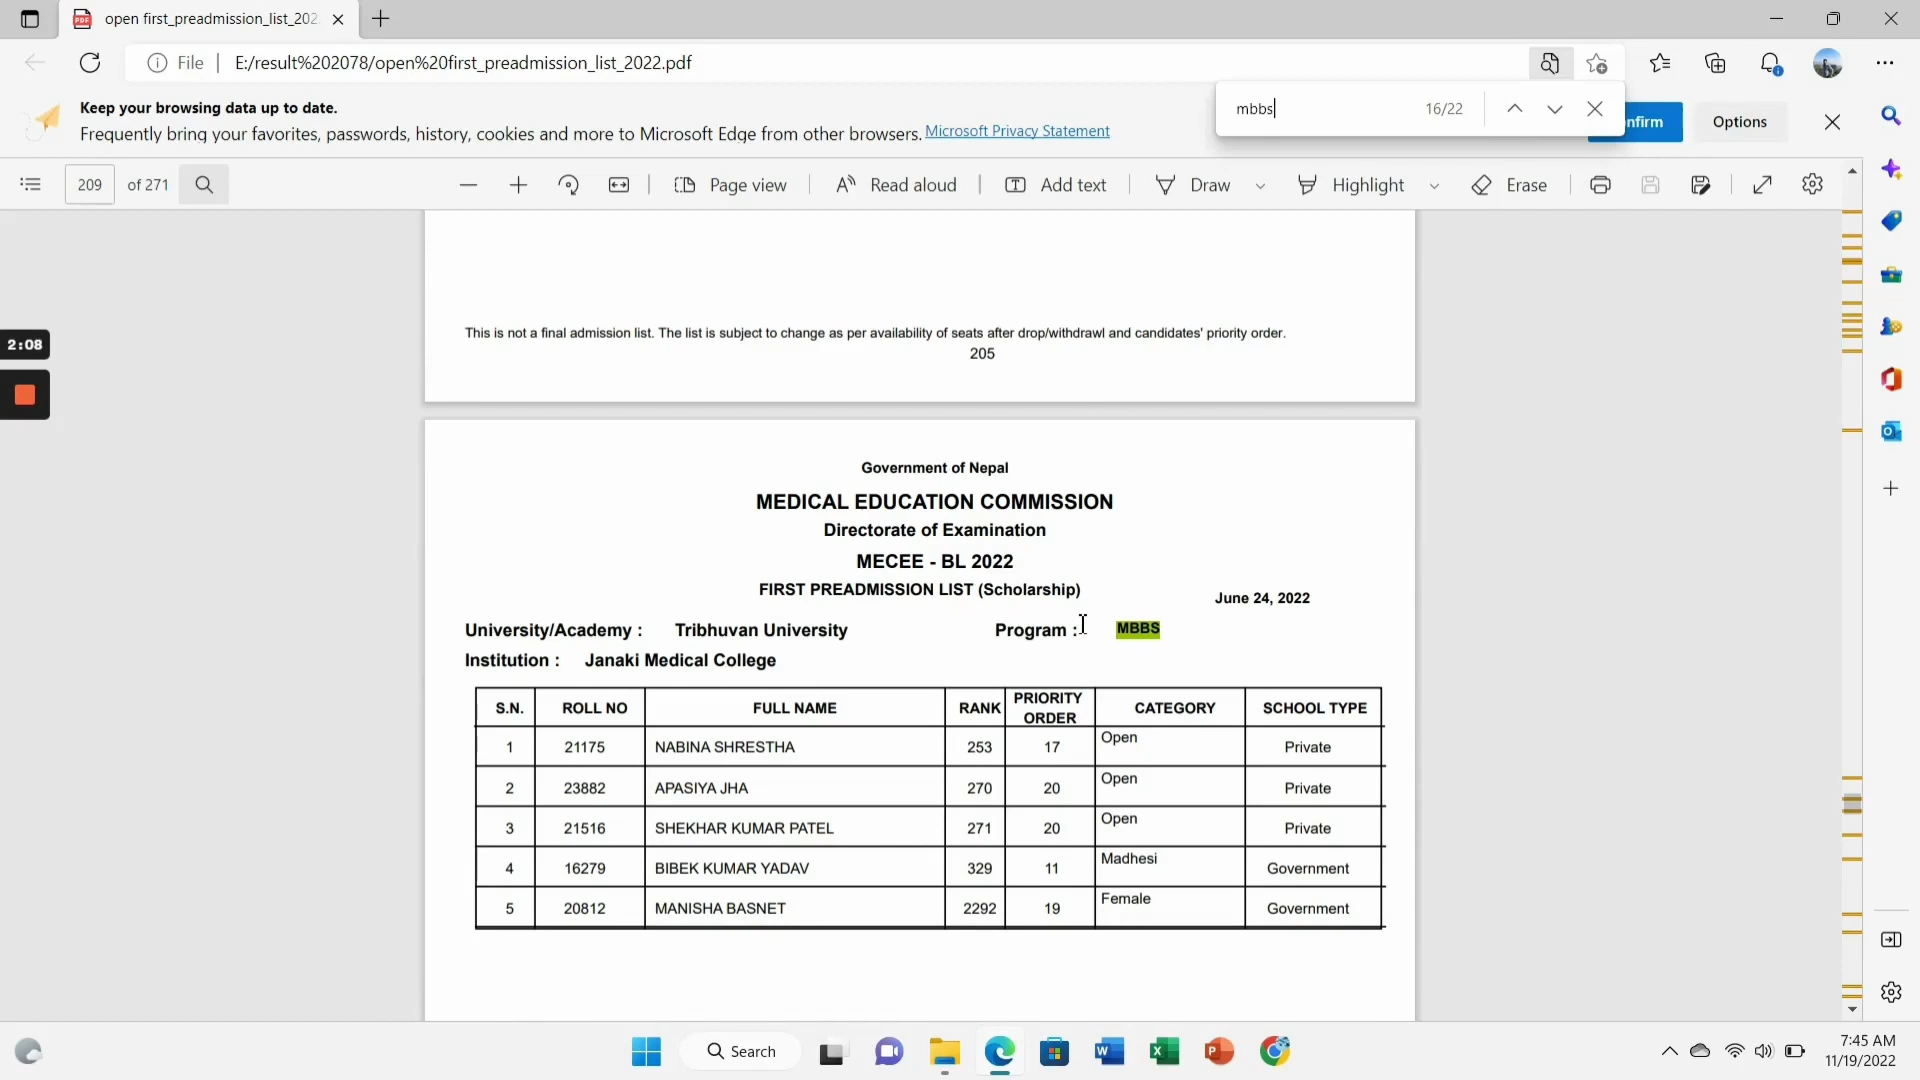 open first_preadmission_list_202
File
E:/result%202078/open%20first_preadmission_list_2022.pdf
mbbs
16/22
Keep your browsing data up to date.
Frequently bring your favorites, passwords, history, cookies and more to Microsoft Edge from other browsers. Microsoft Privacy Statement
nfirm
Options
209 of 271
Page view
Read aloud
Add text
Draw
Highlight
Erase
2:08
This is not a final admission list. The list is subject to change as per availability of seats after drop/withdrawl and candidates' priority order.
205
Government of Nepal
MEDICAL EDUCATION COMMISSION
Directorate of Examination
MECEE - BL 2022
FIRST PREADMISSION LIST (Scholarship)
June 24, 2022
University/Academy : Tribhuvan University Program : MBBS
Institution : Janaki Medical College
S.N. ROLL NO FULL NAME RANK PRIORITY ORDER CATEGORY SCHOOL TYPE
1 21175 NABINA SHRESTHA 253 17 Open Private
2 23882 APASIYA JHA 270 20 Open Private
3 21516 SHEKHAR KUMAR PATEL 271 20 Open Private
4 16279 BIBEK KUMAR YADAV 329 11 Madhesi Government
5 20812 MANISHA BASNET 2292 19 Female Government
Search
7:45 AM
11/19/2022